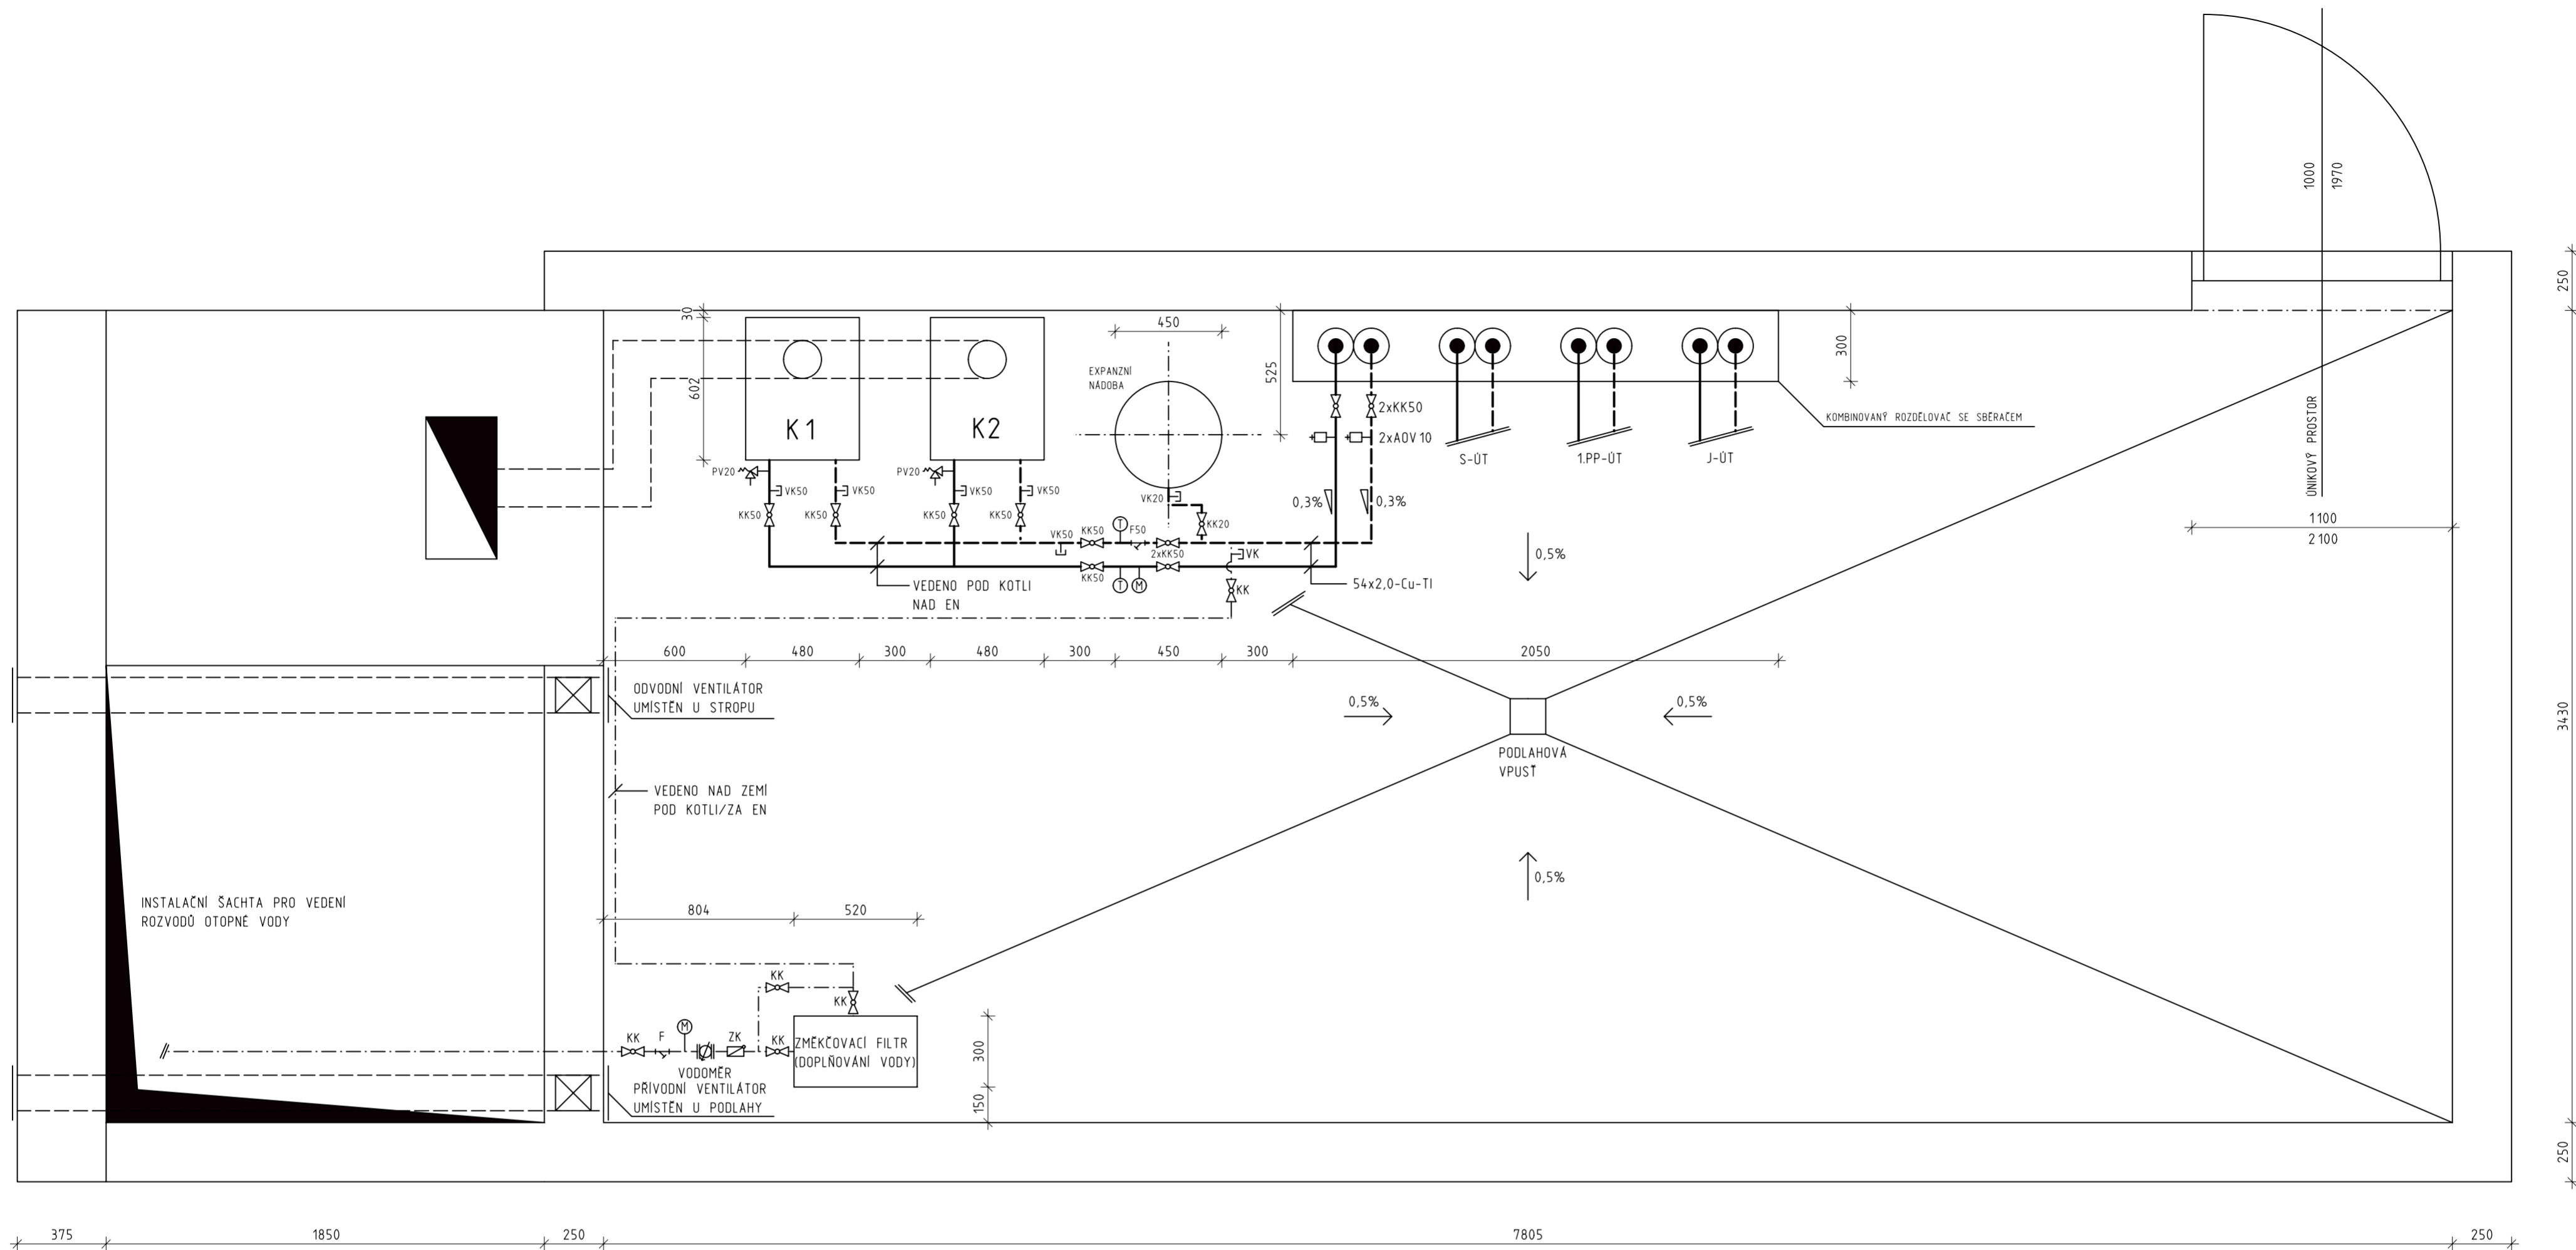 1000
1970
ÚNIKOVÝ PROSTOR
250
30
602
K1
K2
450
EXPANZNÍ
NÁDOBA
525
300
2xKK50
2xAOV10
KOMBINOVANÝ ROZDĚLOVAČ SE SBĚRAČEM
S-ÚT
1.PP-ÚT
J-ÚT
PV20
VK50
VK50
PV20
VK50
VK50
VK20
0,3%
0,3%
KK50
KK50
KK50
KK50
KK20
VK50
KK50
T
F50
2xKK50
VK
KK50
T
M
KK
1100
2100
0,5%
54x2,0-Cu-TI
VEDENO POD KOTLI
NAD EN
600
480
300
480
300
450
300
2050
ODVODNÍ VENTILÁTOR
UMÍSTĚN U STROPU
0,5%
0,5%
3430
PODLAHOVÁ
VPUSŤ
VEDENO NAD ZEMÍ
POD KOTLI/ZA EN
0,5%
INSTALAČNÍ ŠACHTA PRO VEDENÍ
ROZVODŮ OTOPNÉ VODY
804
520
KK
KK
KK
F
M
ZK
KK
ZMĚKČOVACÍ FILTR
(DOPLŇOVÁNÍ VODY)
300
VODOMĚR
PŘÍVODNÍ VENTILÁTOR
UMÍSTĚN U PODLAHY
150
250
375
1850
250
7805
250